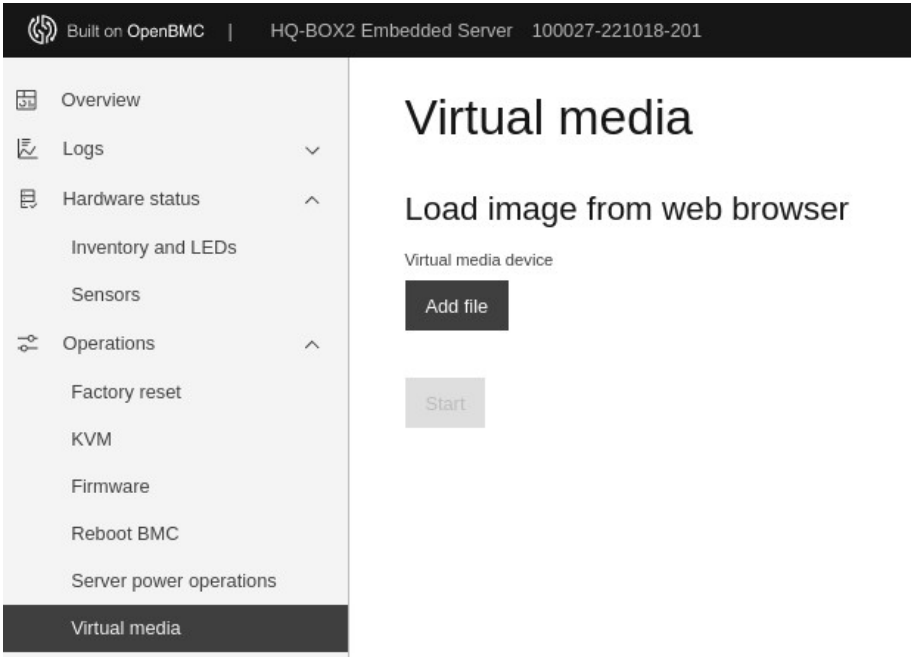 Built on OpenBMC | HQ-BOX2 Embedded Server 100027-221018-201
Overview
Logs
Hardware status
Inventory and LEDs
Sensors
Operations
Factory reset
KVM
Firmware
Reboot BMC
Server power operations
Virtual media
Virtual media
Load image from web browser
Virtual media device
Add file
Start